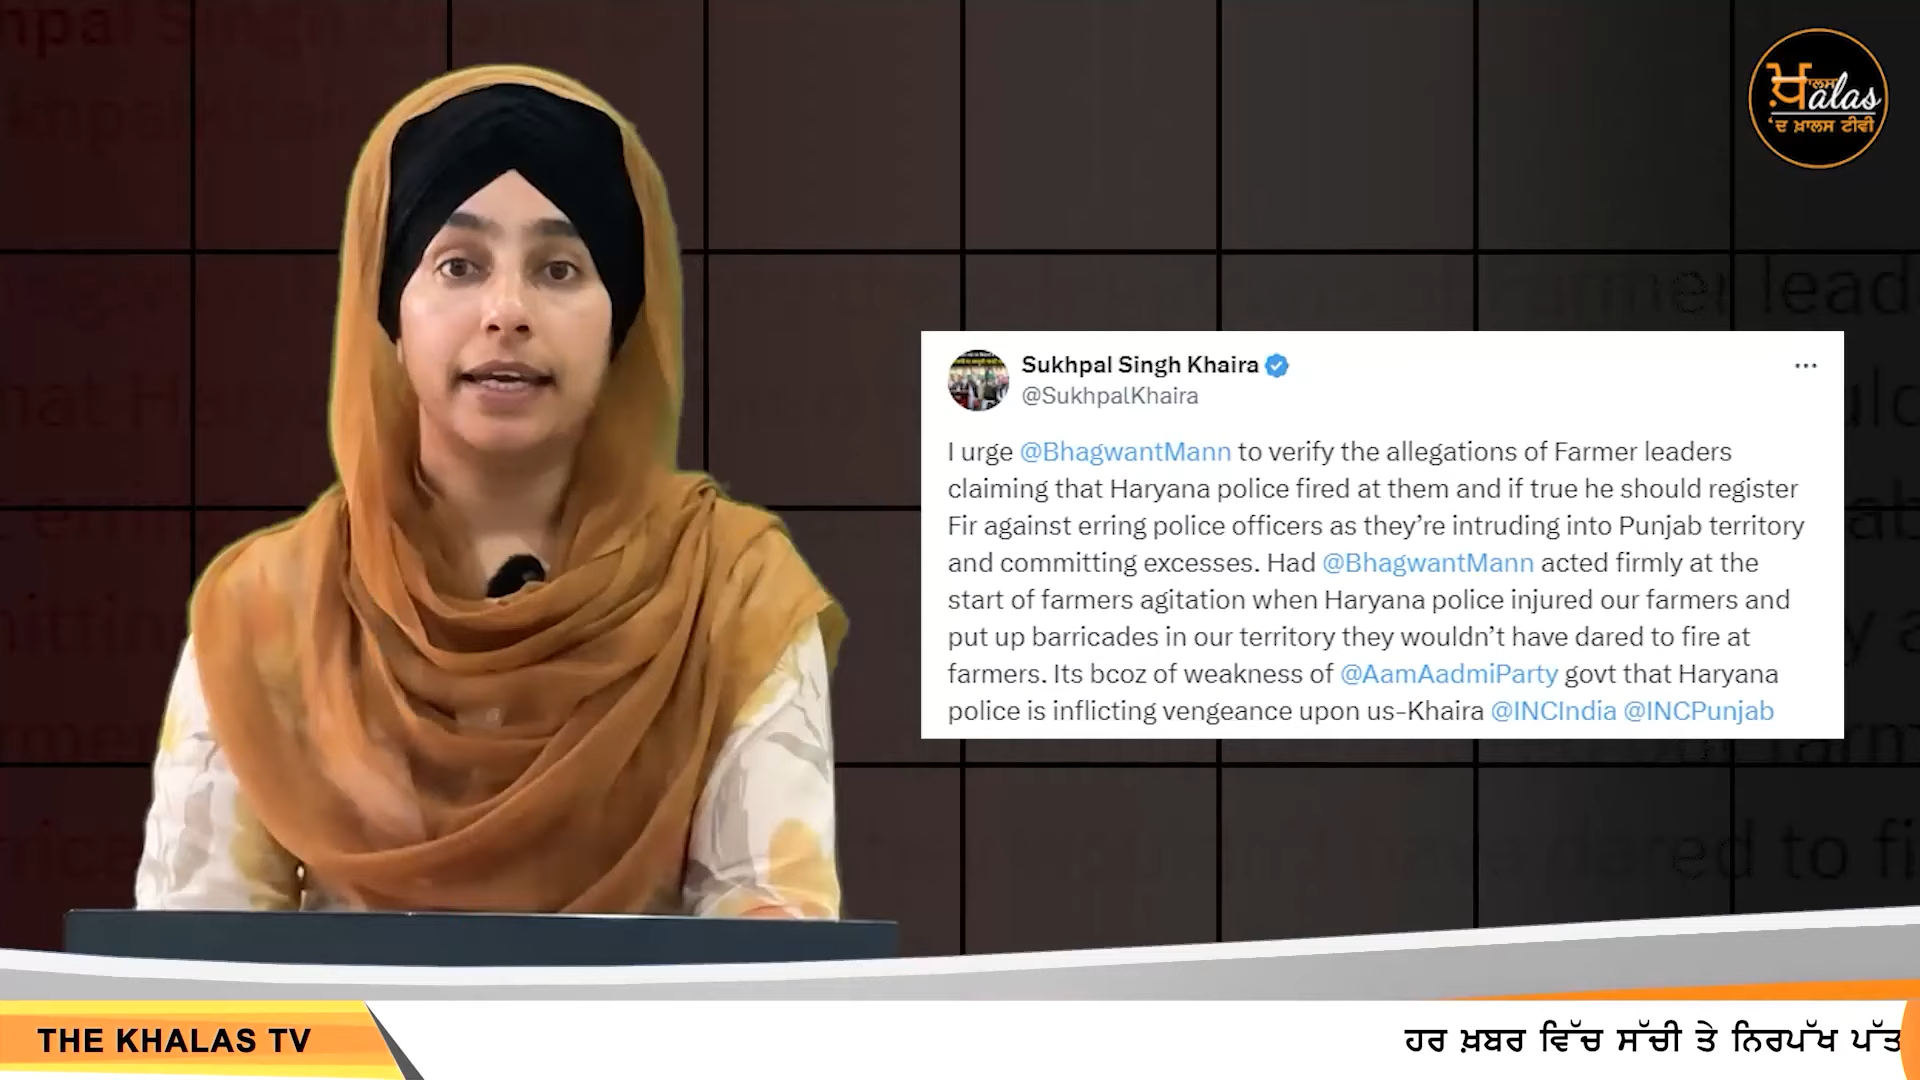 ਖ਼ਾਲਸ
alas
'ਦ ਖ਼ਾਲਸ ਟੀਵੀ
Sukhpal Singh Khaira
@SukhpalKhaira
I urge @BhagwantMann to verify the allegations of Farmer leaders
claiming that Haryana police fired at them and if true he should register
Fir against erring police officers as they’re intruding into Punjab territory
and committing excesses. Had @BhagwantMann acted firmly at the
start of farmers agitation when Haryana police injured our farmers and
put up barricades in our territory they wouldn’t have dared to fire at
farmers. Its bcoz of weakness of @AamAadmiParty govt that Haryana
police is inflicting vengeance upon us-Khaira @INCIndia @INCPunjab
THE KHALAS TV
ਹਰ ਖ਼ਬਰ ਵਿੱਚ ਸੱਚੀ ਤੇ ਨਿਰਪੱਖ ਪੱਤ